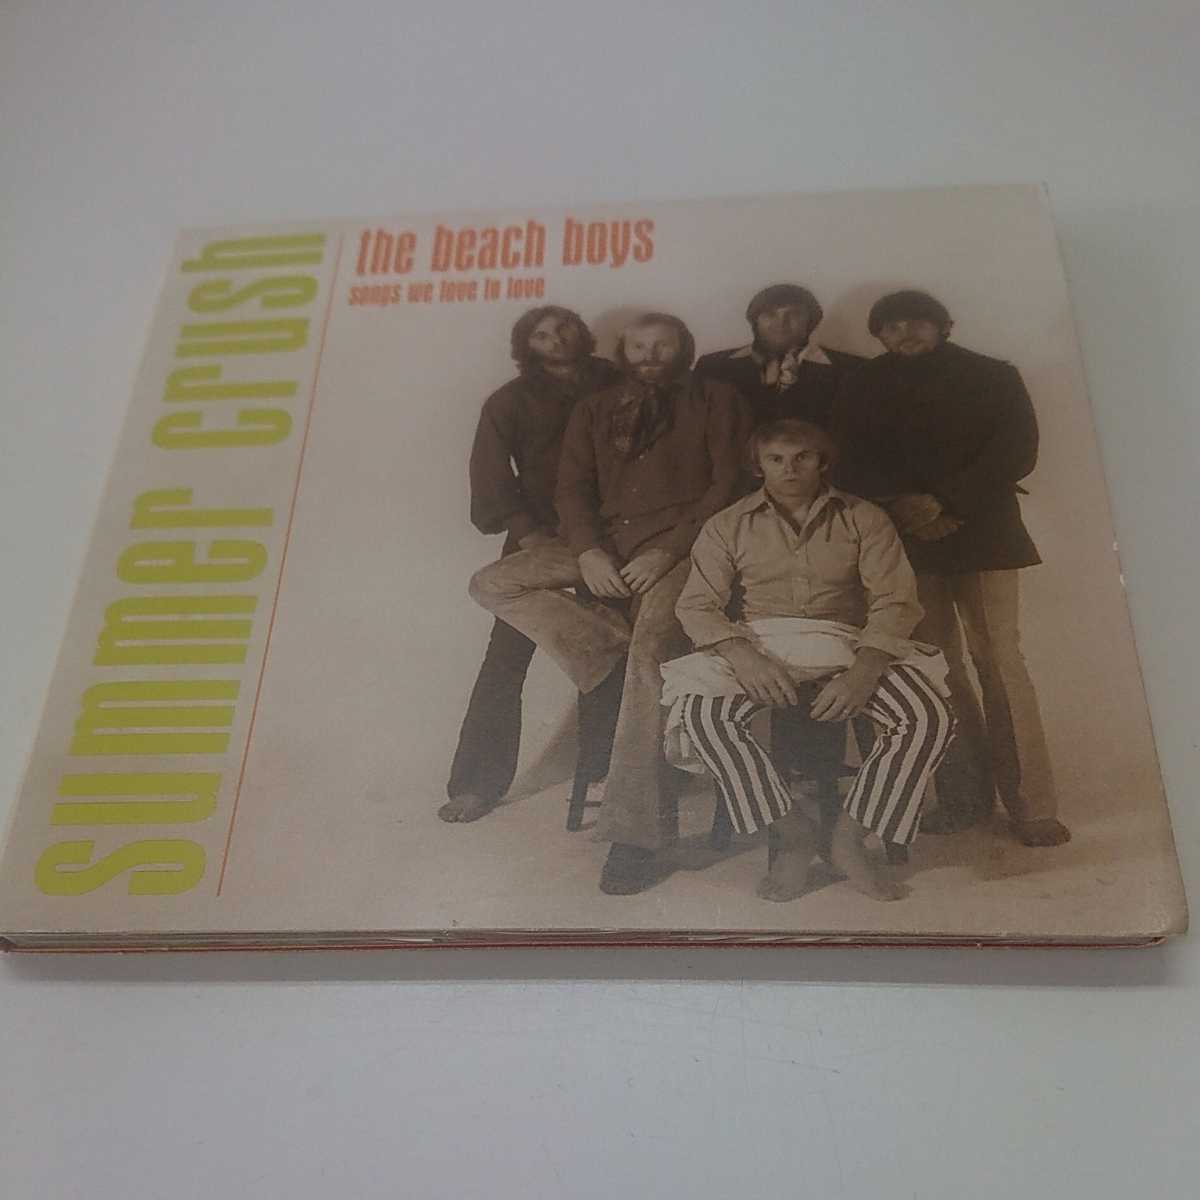 the beach boys
songs we love to love
summer crush